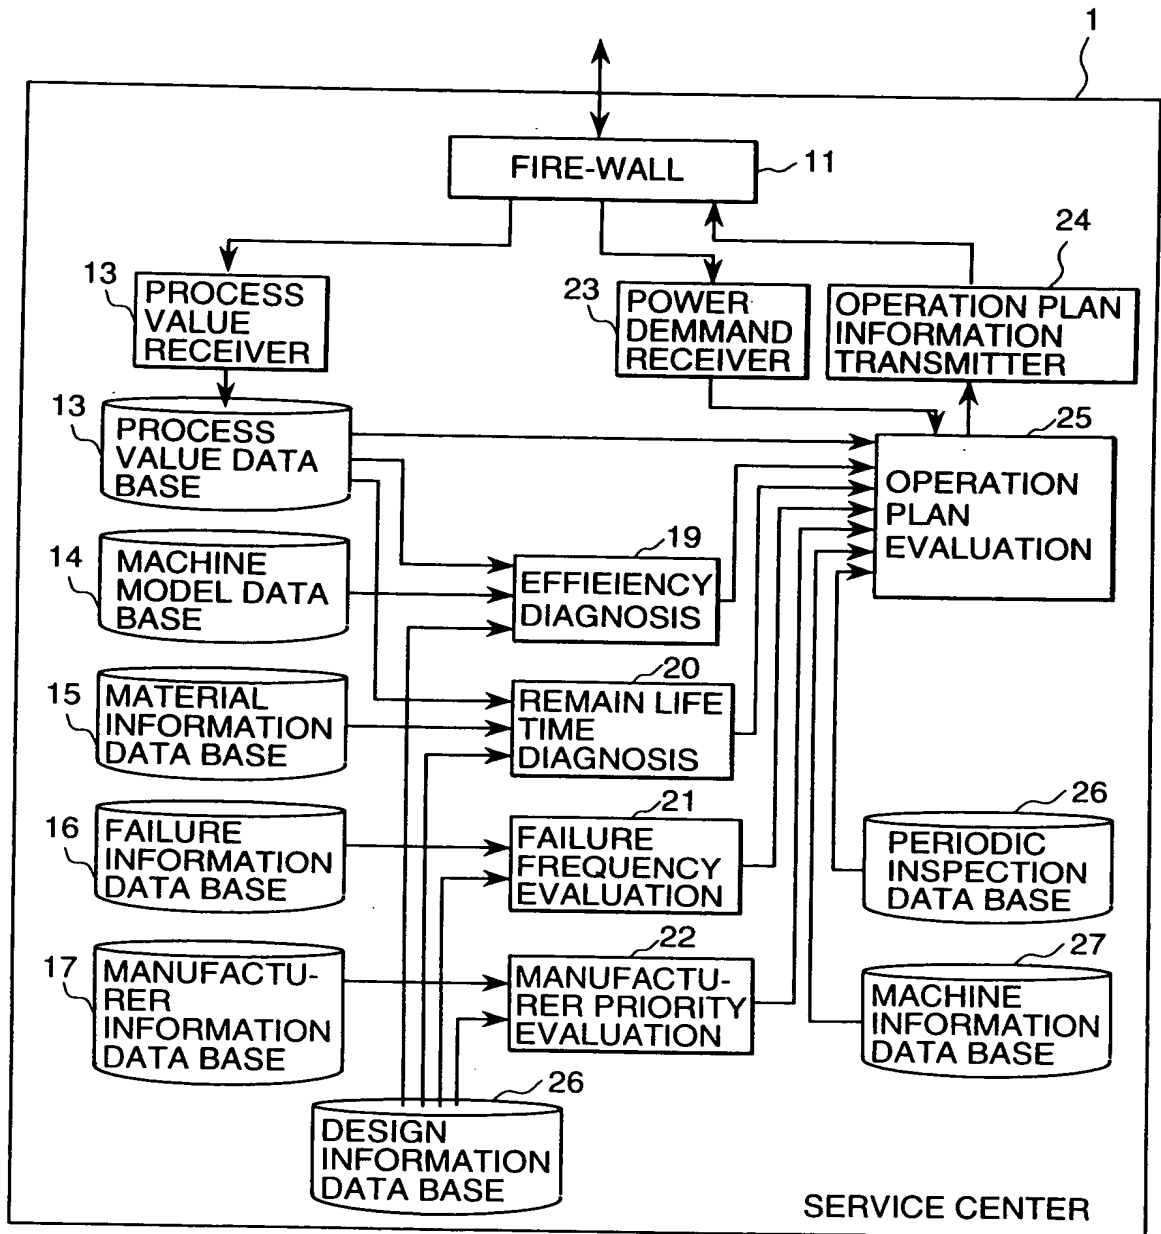 1
FIRE-WALL
11
24
13
PROCESS
VALUE
RECEIVER
23
POWER
DEMMAND
RECEIVER
OPERATION PLAN
INFORMATION
TRANSMITTER
13
PROCESS
VALUE DATA
BASE
25
OPERATION
PLAN
EVALUATION
14
MACHINE
MODEL DATA
BASE
19
EFFIEIENCY
DIAGNOSIS
15
MATERIAL
INFORMATION
DATA BASE
20
REMAIN LIFE
TIME
DIAGNOSIS
16
FAILURE
INFORMATION
DATA BASE
21
FAILURE
FREQUENCY
EVALUATION
26
PERIODIC
INSPECTION
DATA BASE
17
MANUFACTU-
RER
INFORMATION
DATA BASE
22
MANUFACTU-
RER PRIORITY
EVALUATION
27
MACHINE
INFORMATION
DATA BASE
26
DESIGN
INFORMATION
DATA BASE
SERVICE CENTER